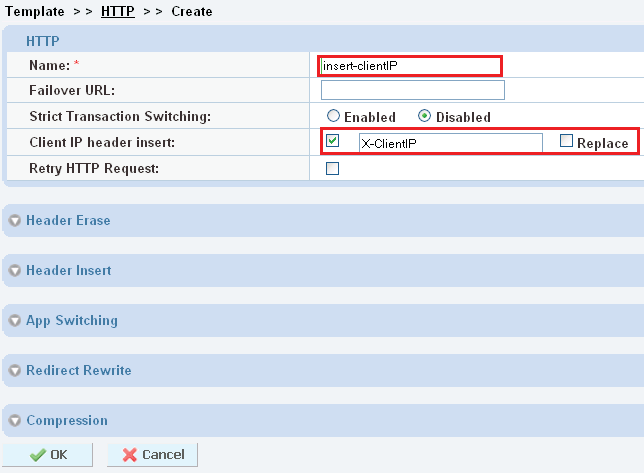 Template >> HTTP >> Create
HTTP
Name: * insert-clientIP
Failover URL:
Strict Transaction Switching: Enabled Disabled
Client IP header insert: X-ClientIP Replace
Retry HTTP Request:
Header Erase
Header Insert
App Switching
Redirect Rewrite
Compression
OK Cancel